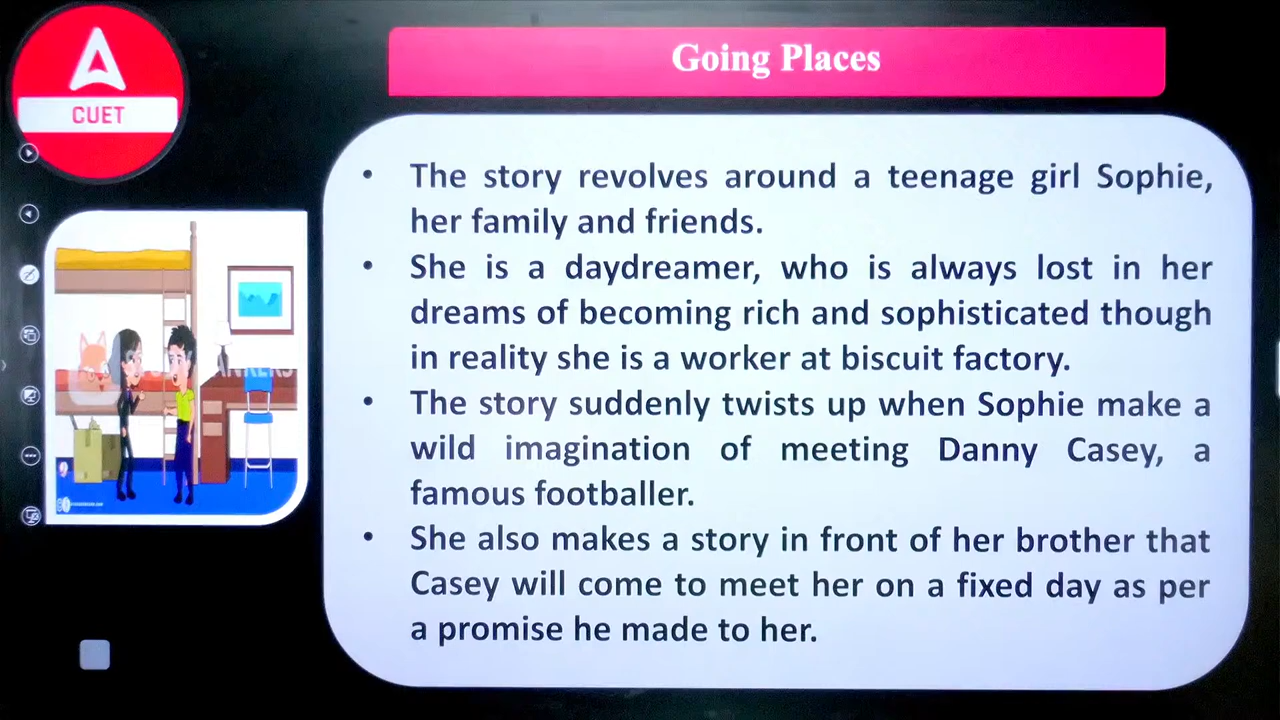 CUET
Going Places
• The story revolves around a teenage girl Sophie,
her family and friends.
• She is a daydreamer, who is always lost in her
dreams of becoming rich and sophisticated though
in reality she is a worker at biscuit factory.
• The story suddenly twists up when Sophie make a
wild imagination of meeting Danny Casey, a
famous footballer.
• She also makes a story in front of her brother that
Casey will come to meet her on a fixed day as per
a promise he made to her.